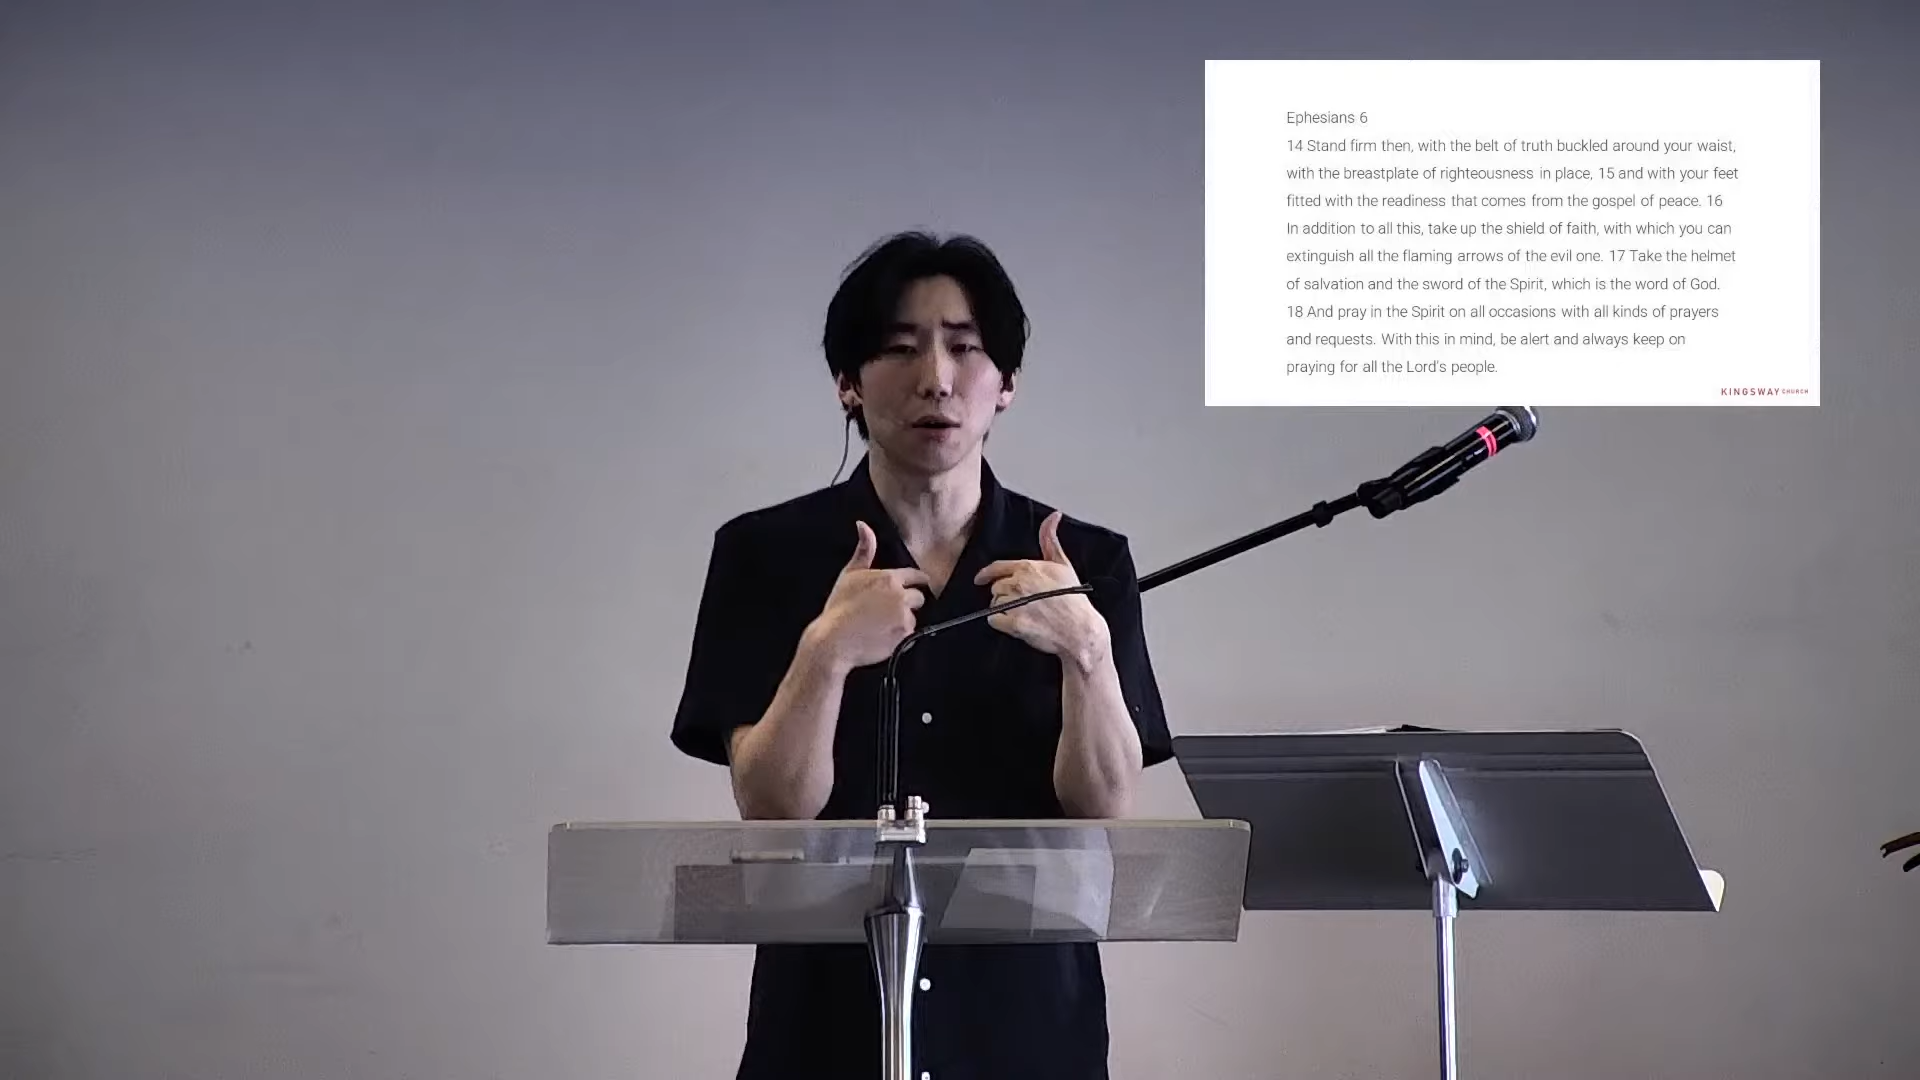 Ephesians 6
14 Stand firm then, with the belt of truth buckled around your waist,
with the breastplate of righteousness in place, 15 and with your feet
fitted with the readiness that comes from the gospel of peace. 16
In addition to all this, take up the shield of faith, with which you can
extinguish all the flaming arrows of the evil one. 17 Take the helmet
of salvation and the sword of the Spirit, which is the word of God.
18 And pray in the Spirit on all occasions with all kinds of prayers
and requests. With this in mind, be alert and always keep on
praying for all the Lord's people.
KINGSWAY CHURCH